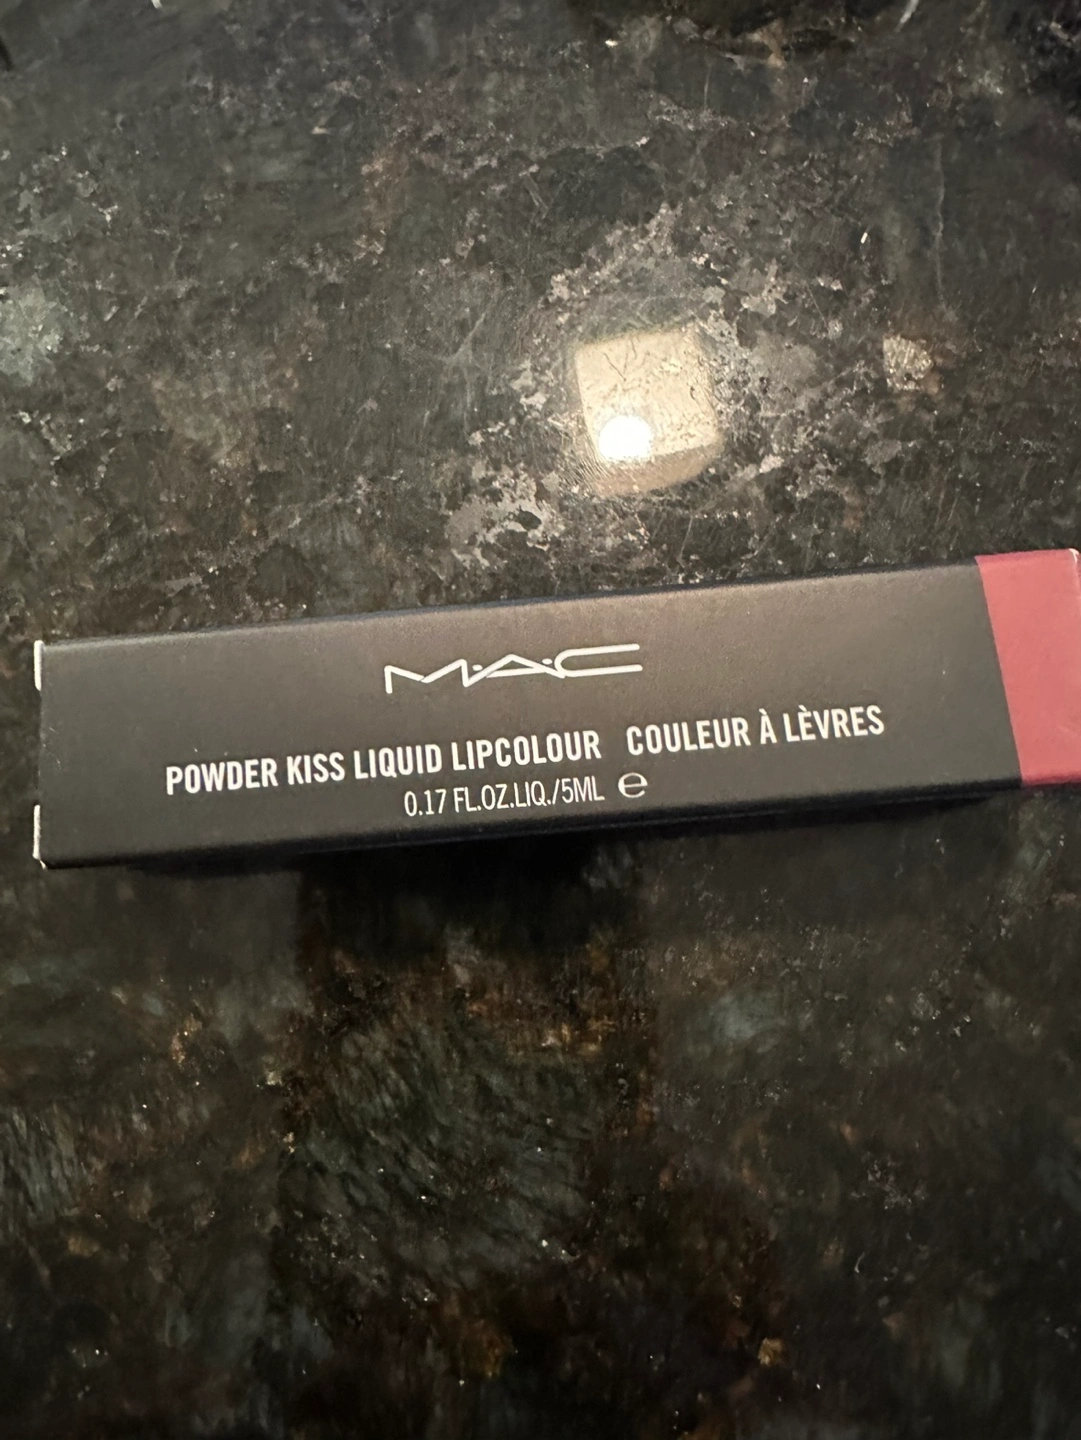 M·A·C
POWDER KISS LIQUID LIPCOLOUR COULEUR À LÈVRES
0.17 FL.OZ.LIQ./5ML ℮